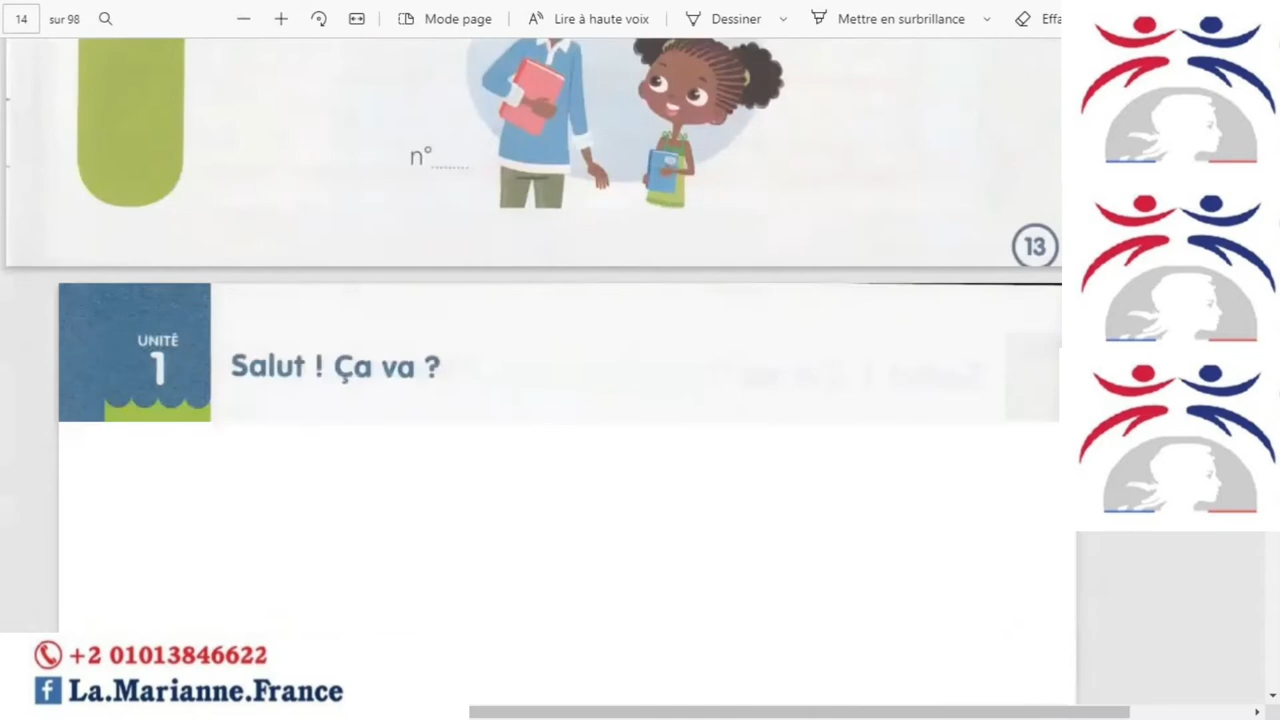 14 sur 98 Mode page Lire à haute voix Dessiner Mettre en surbrillance Effa
n°........
13
UNITÉ
1
Salut ! Ça va ?
+2 01013846622
La.Marianne.France